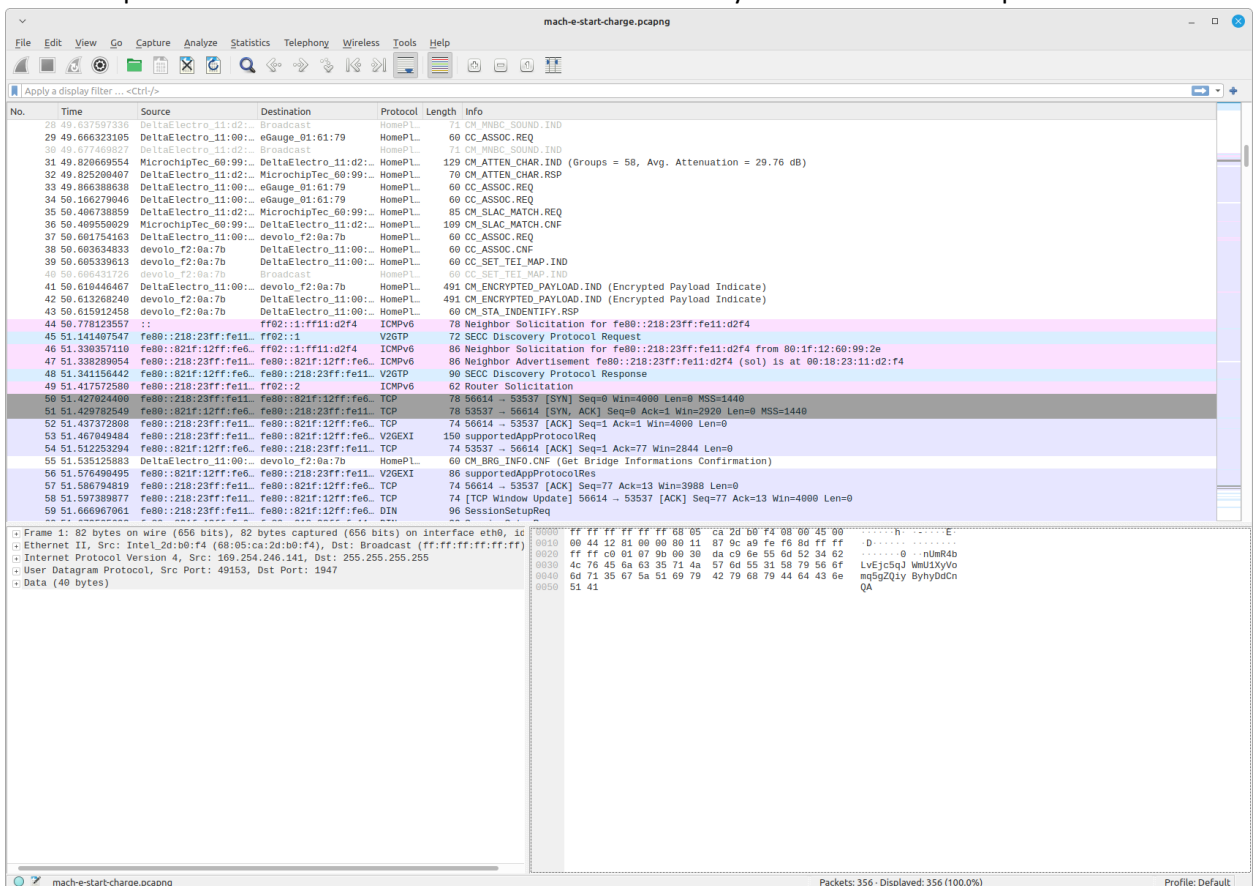 mach-e-start-charge.pcapng
File Edit View Go Capture Analyze Statistics Telephony Wireless Tools Help
Apply a display filter … <Ctrl-/>
No. Time Source Destination Protocol Length Info
28 49.637597336 DeltaElectro_11:d2:… Broadcast HomePl… 71 CM_MNBC_SOUND.IND
29 49.666323105 DeltaElectro_11:00:… eGauge_01:61:79 HomePl… 60 CC_ASSOC.REQ
30 49.677469827 DeltaElectro_11:d2:… Broadcast HomePl… 71 CM_MNBC_SOUND.IND
31 49.820669554 MicrochipTec_60:99:… DeltaElectro_11:d2:… HomePl… 129 CM_ATTEN_CHAR.IND (Groups = 58, Avg. Attenuation = 29.76 dB)
32 49.825200407 DeltaElectro_11:d2:… MicrochipTec_60:99:… HomePl… 70 CM_ATTEN_CHAR.RSP
33 49.866388638 DeltaElectro_11:00:… eGauge_01:61:79 HomePl… 60 CC_ASSOC.REQ
34 50.166279046 DeltaElectro_11:00:… eGauge_01:61:79 HomePl… 60 CC_ASSOC.REQ
35 50.406738859 DeltaElectro_11:d2:… MicrochipTec_60:99:… HomePl… 85 CM_SLAC_MATCH.REQ
36 50.409550029 MicrochipTec_60:99:… DeltaElectro_11:d2:… HomePl… 109 CM_SLAC_MATCH.CNF
37 50.601754163 DeltaElectro_11:00:… devolo_f2:0a:7b HomePl… 60 CC_ASSOC.REQ
38 50.603634833 devolo_f2:0a:7b DeltaElectro_11:00:… HomePl… 60 CC_ASSOC.CNF
39 50.605339613 devolo_f2:0a:7b DeltaElectro_11:00:… HomePl… 60 CC_SET_TEI_MAP.IND
40 50.606431726 devolo_f2:0a:7b Broadcast HomePl… 60 CC_SET_TEI_MAP.IND
41 50.610446467 DeltaElectro_11:00:… devolo_f2:0a:7b HomePl… 491 CM_ENCRYPTED_PAYLOAD.IND (Encrypted Payload Indicate)
42 50.613268240 devolo_f2:0a:7b DeltaElectro_11:00:… HomePl… 491 CM_ENCRYPTED_PAYLOAD.IND (Encrypted Payload Indicate)
43 50.615912458 devolo_f2:0a:7b DeltaElectro_11:00:… HomePl… 60 CM_STA_INDENTIFY.RSP
44 50.778123557 :: ff02::1:ff11:d2f4 ICMPv6 78 Neighbor Solicitation for fe80::218:23ff:fe11:d2f4
45 51.141407547 fe80::218:23ff:fe11… ff02::1 V2GTP 72 SECC Discovery Protocol Request
46 51.330357110 fe80::821f:12ff:fe6… ff02::1:ff11:d2f4 ICMPv6 86 Neighbor Solicitation for fe80::218:23ff:fe11:d2f4 from 80:1f:12:60:99:2e
47 51.338289054 fe80::218:23ff:fe11… fe80::821f:12ff:fe6… ICMPv6 86 Neighbor Advertisement fe80::218:23ff:fe11:d2f4 (sol) is at 00:18:23:11:d2:f4
48 51.341156442 fe80::821f:12ff:fe6… fe80::218:23ff:fe11… V2GTP 90 SECC Discovery Protocol Response
49 51.417572580 fe80::218:23ff:fe11… ff02::2 ICMPv6 62 Router Solicitation
50 51.427024400 fe80::218:23ff:fe11… fe80::821f:12ff:fe6… TCP 78 56614 → 53537 [SYN] Seq=0 Win=4000 Len=0 MSS=1440
51 51.429782549 fe80::821f:12ff:fe6… fe80::218:23ff:fe11… TCP 78 53537 → 56614 [SYN, ACK] Seq=0 Ack=1 Win=2920 Len=0 MSS=1440
52 51.437372808 fe80::218:23ff:fe11… fe80::821f:12ff:fe6… TCP 74 56614 → 53537 [ACK] Seq=1 Ack=1 Win=4000 Len=0
53 51.467049484 fe80::218:23ff:fe11… fe80::821f:12ff:fe6… V2GEXI 150 supportedAppProtocolReq
54 51.512253294 fe80::821f:12ff:fe6… fe80::218:23ff:fe11… TCP 74 53537 → 56614 [ACK] Seq=1 Ack=77 Win=2844 Len=0
55 51.535125883 DeltaElectro_11:00:… devolo_f2:0a:7b HomePl… 60 CM_BRG_INFO.CNF (Get Bridge Informations Confirmation)
56 51.576490495 fe80::821f:12ff:fe6… fe80::218:23ff:fe11… V2GEXI 86 supportedAppProtocolRes
57 51.586794819 fe80::218:23ff:fe11… fe80::821f:12ff:fe6… TCP 74 56614 → 53537 [ACK] Seq=77 Ack=13 Win=3988 Len=0
58 51.597389877 fe80::218:23ff:fe11… fe80::821f:12ff:fe6… TCP 74 [TCP Window Update] 56614 → 53537 [ACK] Seq=77 Ack=13 Win=4000 Len=0
59 51.666967061 fe80::218:23ff:fe11… fe80::821f:12ff:fe6… DIN 96 SessionSetupReq
Frame 1: 82 bytes on wire (656 bits), 82 bytes captured (656 bits) on interface eth0, id
Ethernet II, Src: Intel_2d:b0:f4 (68:05:ca:2d:b0:f4), Dst: Broadcast (ff:ff:ff:ff:ff:ff)
Internet Protocol Version 4, Src: 169.254.246.141, Dst: 255.255.255.255
User Datagram Protocol, Src Port: 49153, Dst Port: 1947
Data (40 bytes)
0000 ff ff ff ff ff ff 68 05 ca 2d b0 f4 08 00 45 00 ······h· ·-····E·
0010 00 44 12 81 00 00 80 11 87 9c a9 fe f6 8d ff ff ·D······ ········
0020 ff ff c0 01 07 9b 00 30 da c9 6e 55 6d 52 34 62 ·······0 ··nUmR4b
0030 4c 76 45 6a 63 35 71 4a 57 6d 55 31 58 79 56 6f LvEjc5qJ WmU1XyVo
0040 6d 71 35 67 5a 51 69 79 42 79 68 79 44 64 43 6e mq5gZQiy ByhyDdCn
0050 51 41 QA
mach-e-start-charge.pcapng Packets: 356 · Displayed: 356 (100.0%) Profile: Default